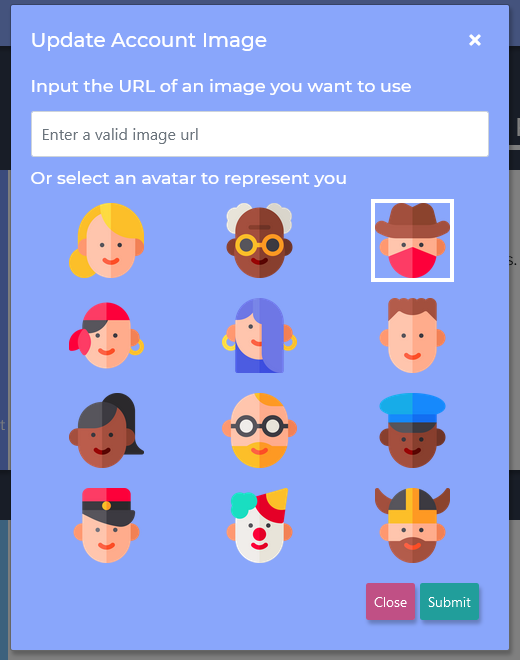 Update Account Image
×
Input the URL of an image you want to use
Enter a valid image url
Or select an avatar to represent you
s.
t
Close
Submit